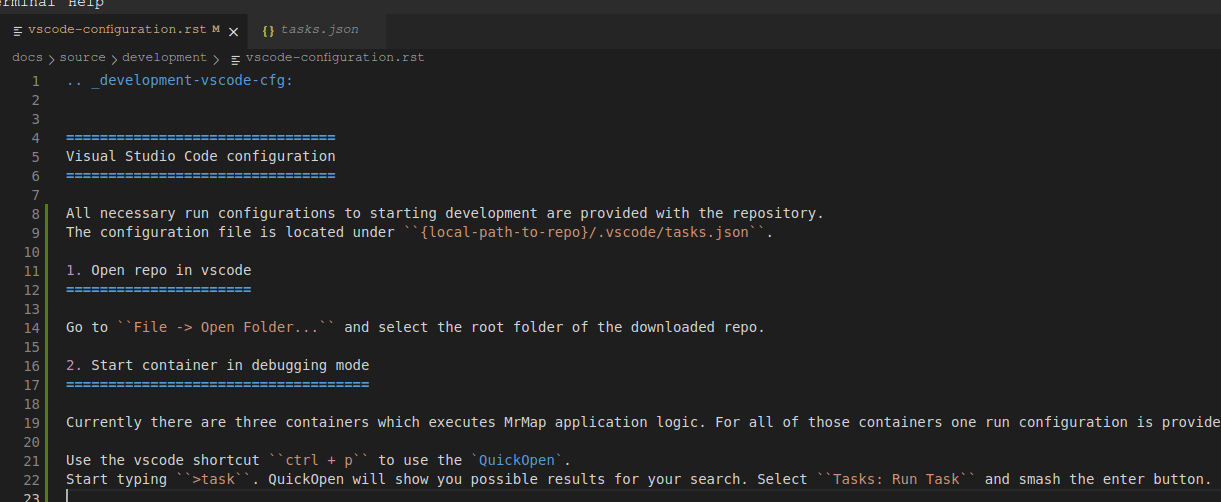 Help
vscode-configuration.rst M
{} tasks.json
docs > source > development > vscode-configuration.rst
1 .. _development-vscode-cfg:
2
3
4 ================================
5 Visual Studio Code configuration
6 ================================
7
8 All necessary run configurations to starting development are provided with the repository.
9 The configuration file is located under ``{local-path-to-repo}/.vscode/tasks.json``.
10
11 1. Open repo in vscode
12 ======================
13
14 Go to ``File -> Open Folder...`` and select the root folder of the downloaded repo.
15
16 2. Start container in debugging mode
17 ====================================
18
19 Currently there are three containers which executes MrMap application logic. For all of those containers one run configuration is provide
20
21 Use the vscode shortcut ``ctrl + p`` to use the `QuickOpen`.
22 Start typing ``>task``. QuickOpen will show you possible results for your search. Select ``Tasks: Run Task`` and smash the enter button.
23